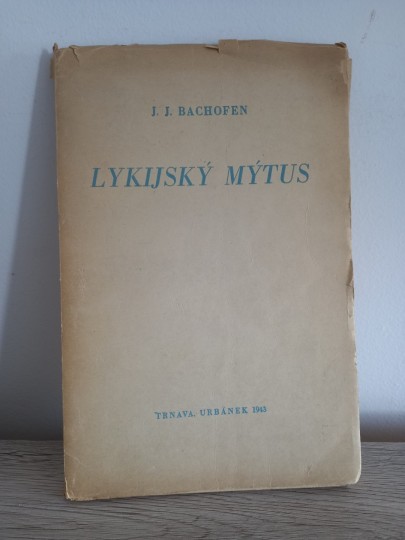 J. J. BACHOFEN
LYKIJSKÝ MÝTUS
TRNAVA, URBÁNEK 1943